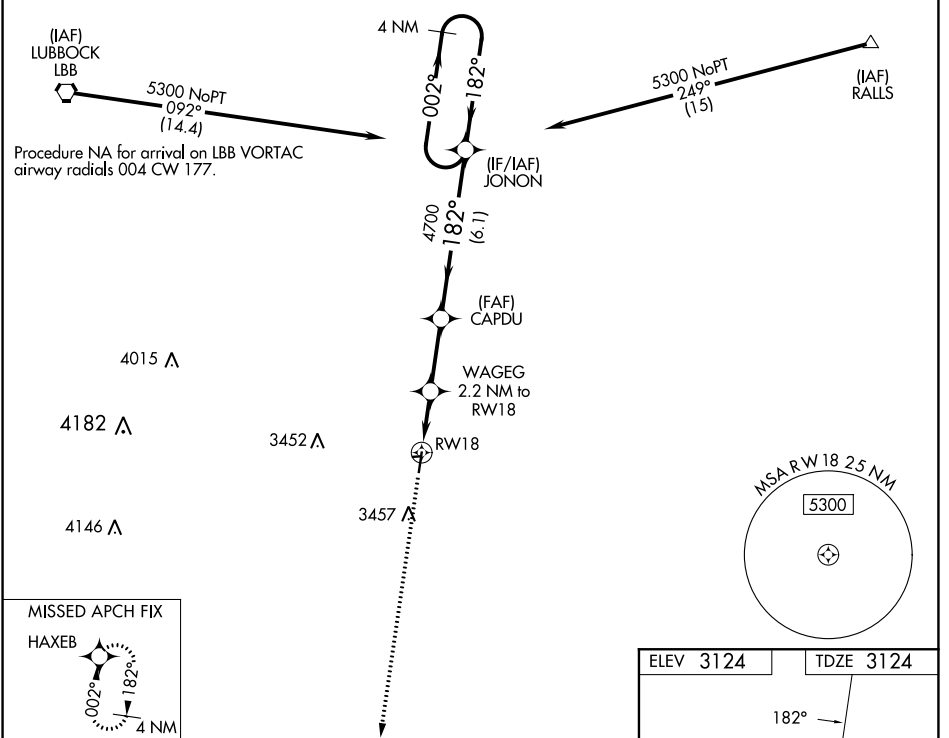 (IAF)
LUBBOCK
LBB
5300 NoPT
092°
(14.4)
Procedure NA for arrival on LBB VORTAC
airway radials 004 CW 177.
4 NM
002°
182°
5300 NoPT
249°
(15)
(IAF)
RALLS
(IF/IAF)
JONON
4700
182°
(6.1)
(FAF)
CAPDU
WAGEG
2.2 NM to
RW18
RW18
4015
4182
3452
4146
3457
MSA RW 18 25 NM
5300
MISSED APCH FIX
HAXEB
002°
182°
4 NM
ELEV 3124
TDZE 3124
182°